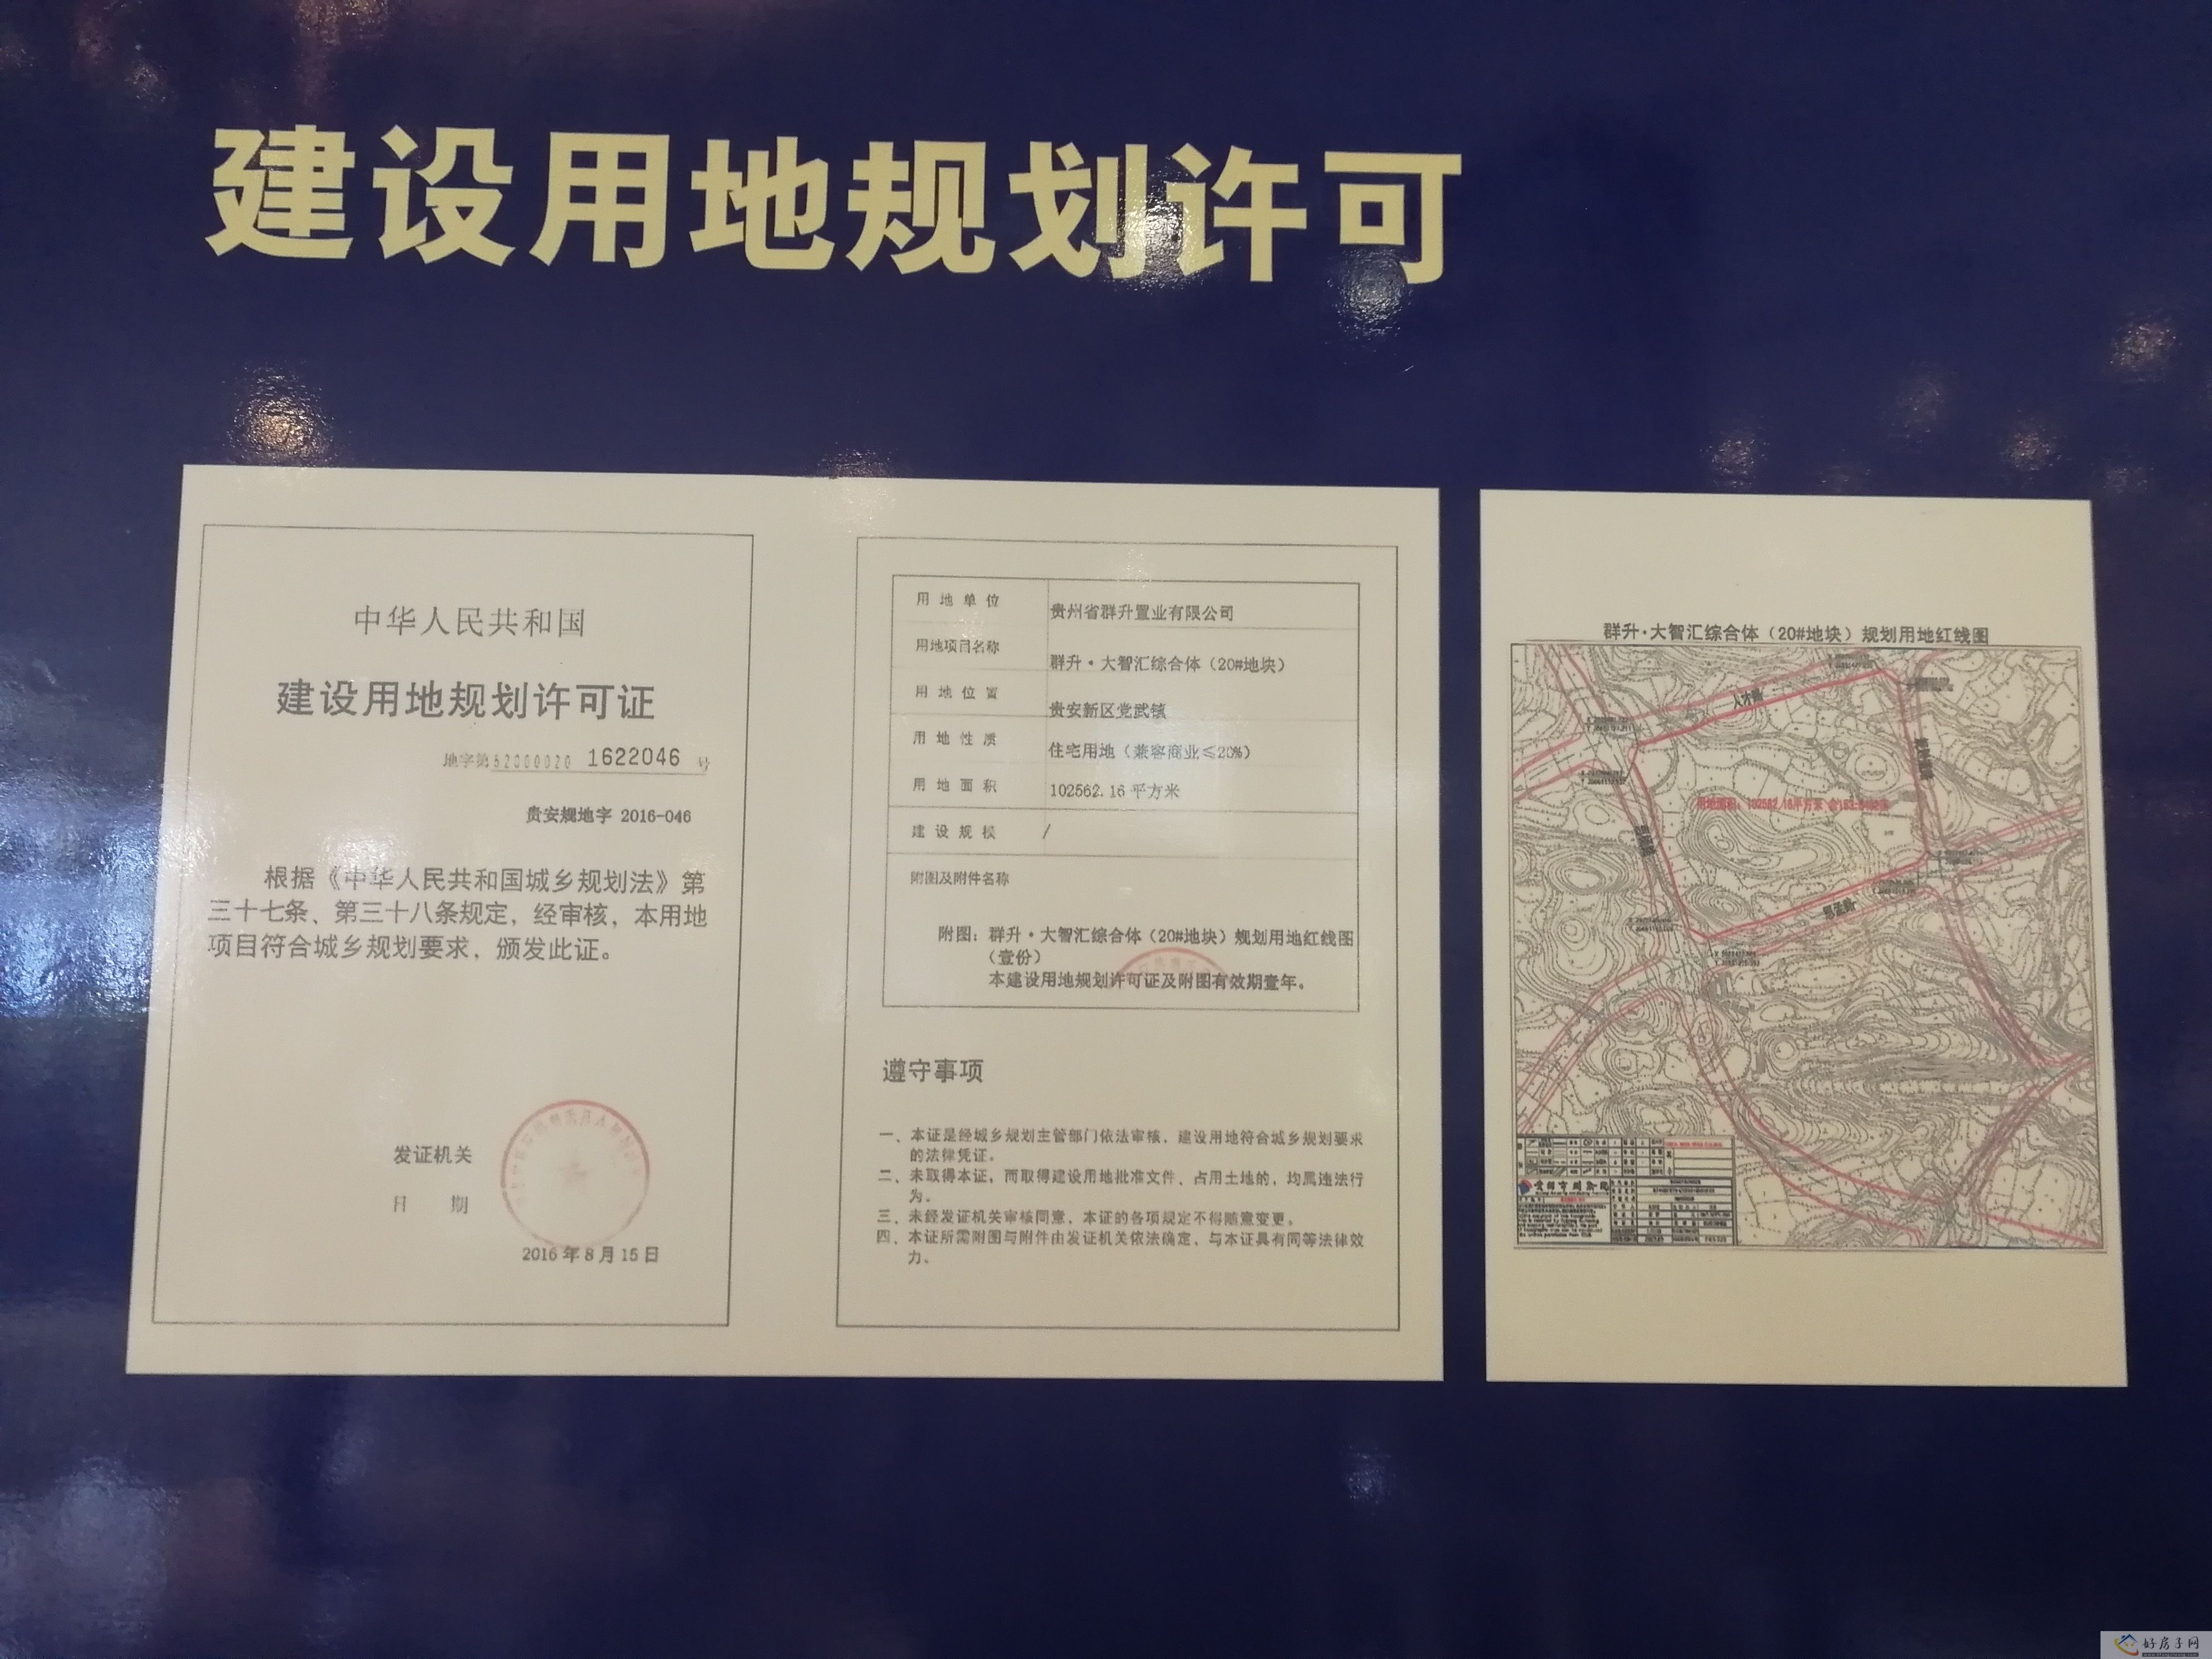 建设用地规划许可
中华人民共和国
建设用地规划许可证
地字第52000020 1622046 号
贵安规地字 2016-046
根据《中华人民共和国城乡规划法》第
三十七条、第三十八条规定，经审核，本用地
项目符合城乡规划要求，颁发此证。
发证机关
日 期
2016年8月15日
用地单位 贵州省群升置业有限公司
用地项目名称 群升·大智汇综合体（20#地块）
用地位置 贵安新区党武镇
用地性质 住宅用地（兼容商业≤20%）
用地面积 102562.16平方米
建设规模 /
附图及附件名称
附图：群升·大智汇综合体（20#地块）规划用地红线图
（壹份）
本建设用地规划许可证及附图有效期壹年。
遵守事项
一、本证是经城乡规划主管部门依法审核，建设用地符合城乡规划要求
的法律凭证。
二、未取得本证，而取得建设用地批准文件、占用土地的，均属违法行
为。
三、未经发证机关审核同意，本证的各项规定不得随意变更。
四、本证所需附图与附件由发证机关依法确定，与本证具有同等法律效
力。
群升·大智汇综合体（20#地块）规划用地红线图
人才路
用地面积：102562.16平方米
好房子网